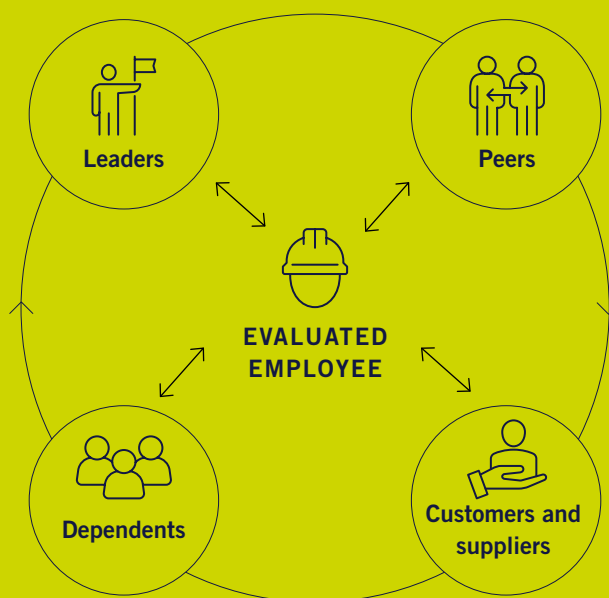 Leaders
Peers
EVALUATED
EMPLOYEE
Dependents
Customers and
suppliers